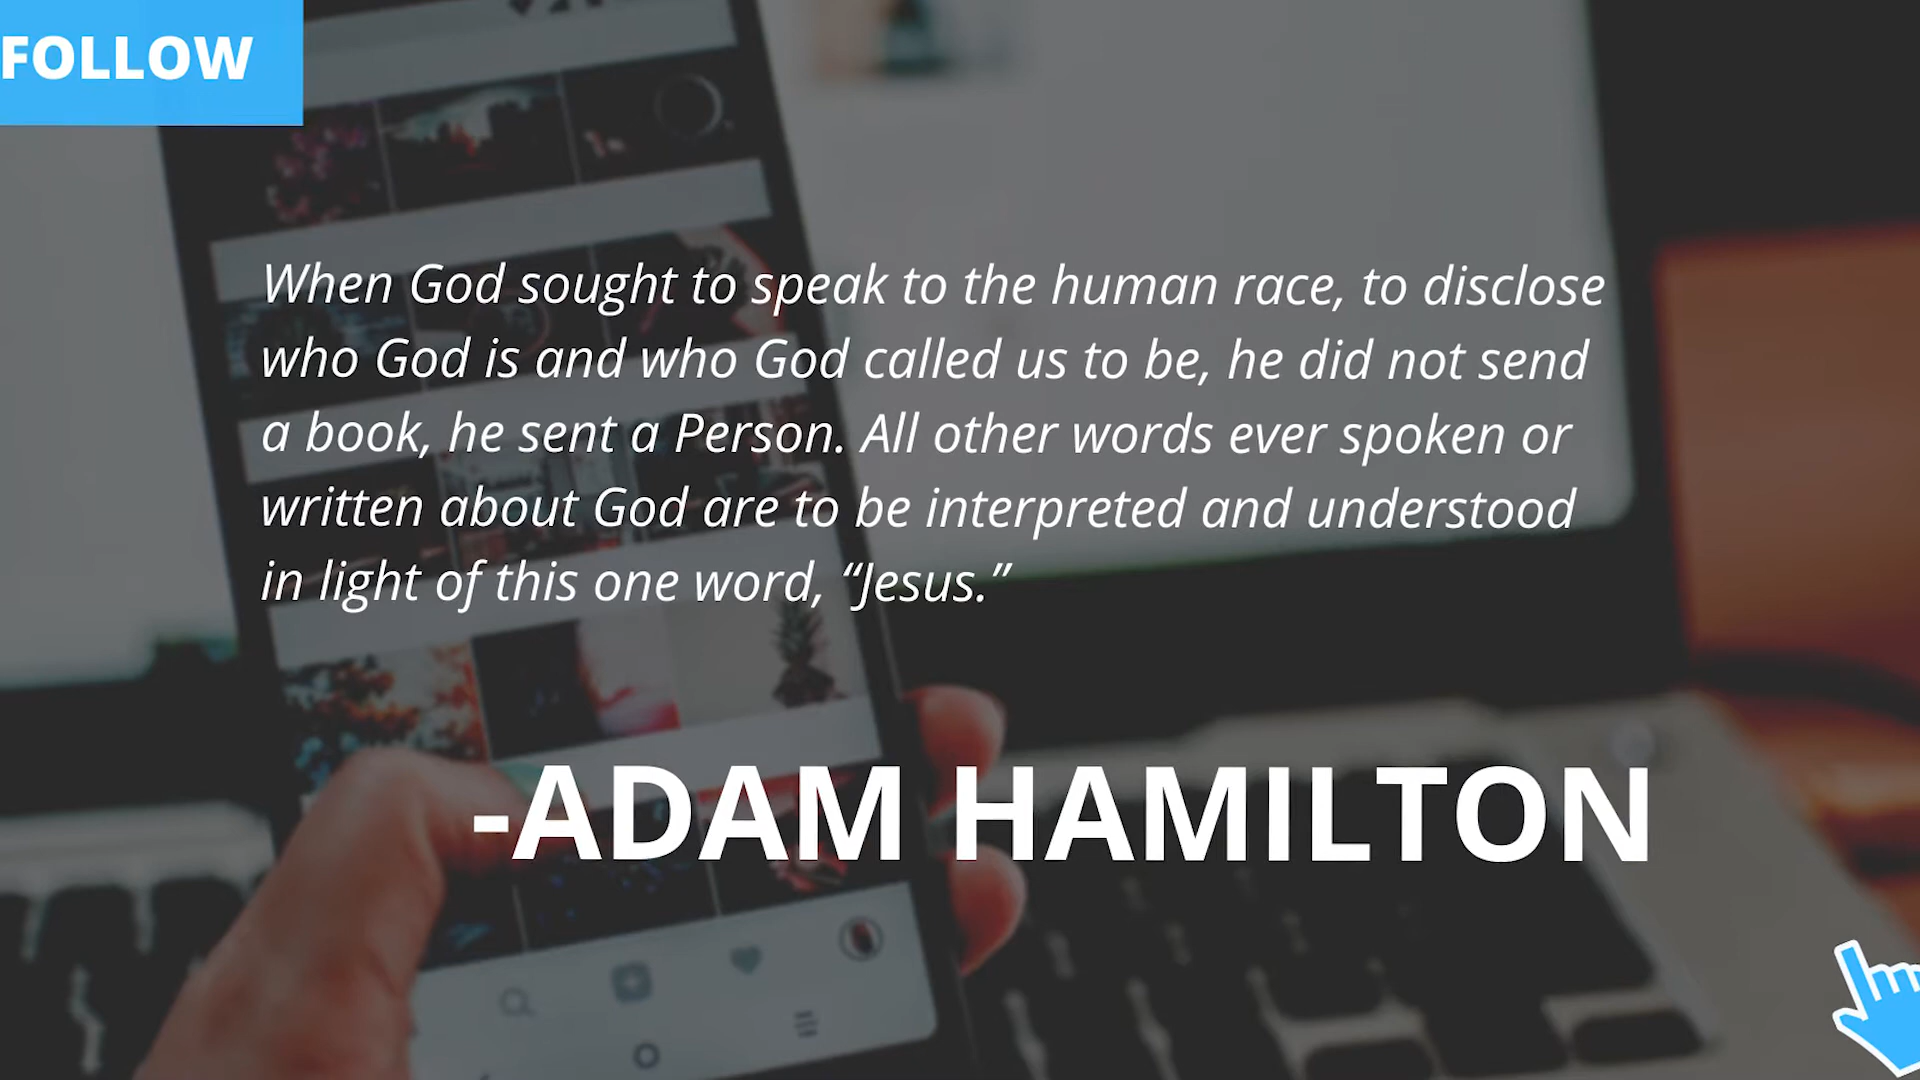 FOLLOW
When God sought to speak to the human race, to disclose
who God is and who God called us to be, he did not send
a book, he sent a Person. All other words ever spoken or
written about God are to be interpreted and understood
in light of this one word, “Jesus.”
-ADAM HAMILTON